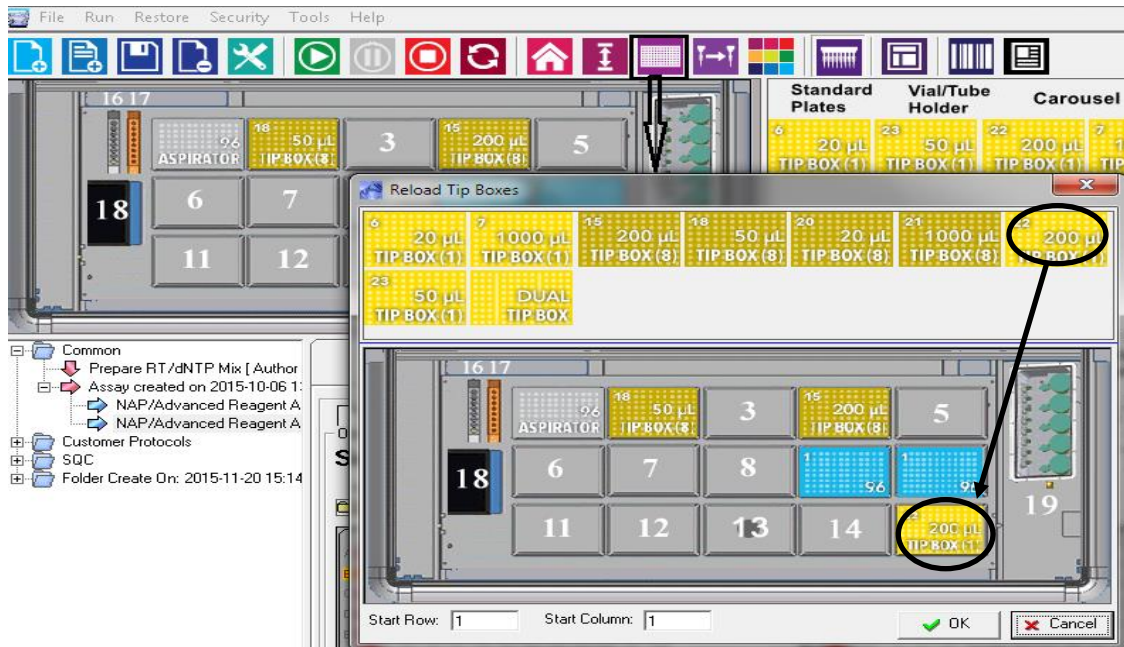 File Run Restore Security Tools Help
Standard Plates
Vial/Tube Holder
Carousel
16 17
96 ASPIRATOR
18 50 µL TIP BOX (8)
3
15 200 µL TIP BOX (8)
5
6 20 µL TIP BOX (1)
23 50 µL TIP BOX (1)
22 200 µL TIP BOX (1)
7
18
6
7
11
12
Reload Tip Boxes
6 20 µL TIP BOX (1)
7 1000 µL TIP BOX (1)
15 200 µL TIP BOX (8)
18 50 µL TIP BOX (8)
20 20 µL TIP BOX (8)
21 1000 µL TIP BOX (8)
200 µL TIP BOX (1)
23 50 µL TIP BOX (1)
DUAL TIP BOX
16 17
96 ASPIRATOR
18 50 µL TIP BOX (8)
3
15 200 µL TIP BOX (8)
5
18
6
7
8
1 96
1 96
19
11
12
13
14
200 µL TIP BOX (1)
Start Row: 1
Start Column: 1
OK
Cancel
Common
Prepare RT/dNTP Mix [ Author
Assay created on 2015-10-06 1
NAP/Advanced Reagent A
NAP/Advanced Reagent A
Customer Protocols
SQC
Folder Create On: 2015-11-20 15:14